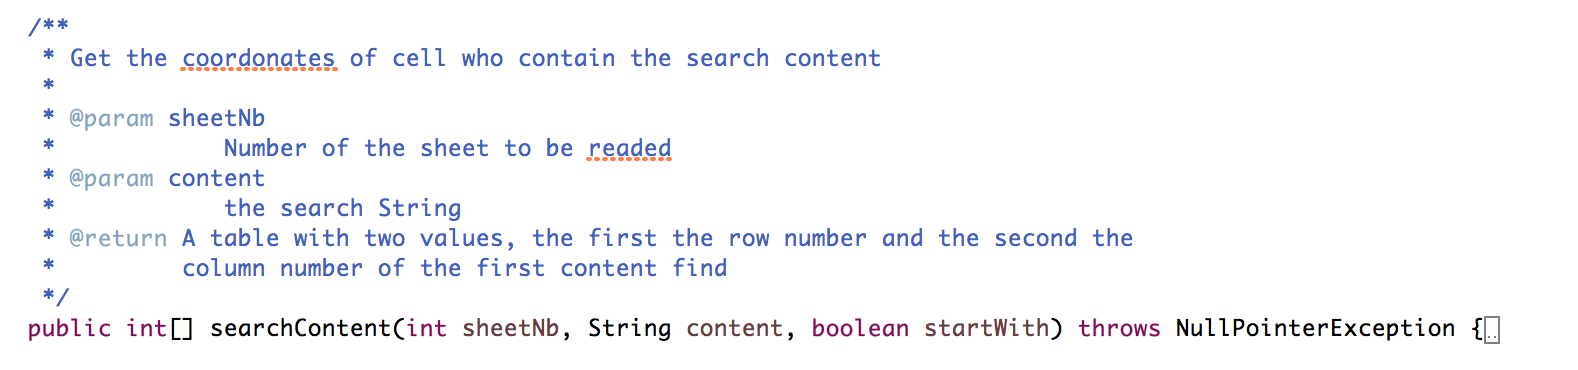 /**
 * Get the coordonates of cell who contain the search content
 *
 * @param sheetNb
 *            Number of the sheet to be readed
 * @param content
 *            the search String
 * @return A table with two values, the first the row number and the second the
 *         column number of the first content find
 */
public int[] searchContent(int sheetNb, String content, boolean startWith) throws NullPointerException {..